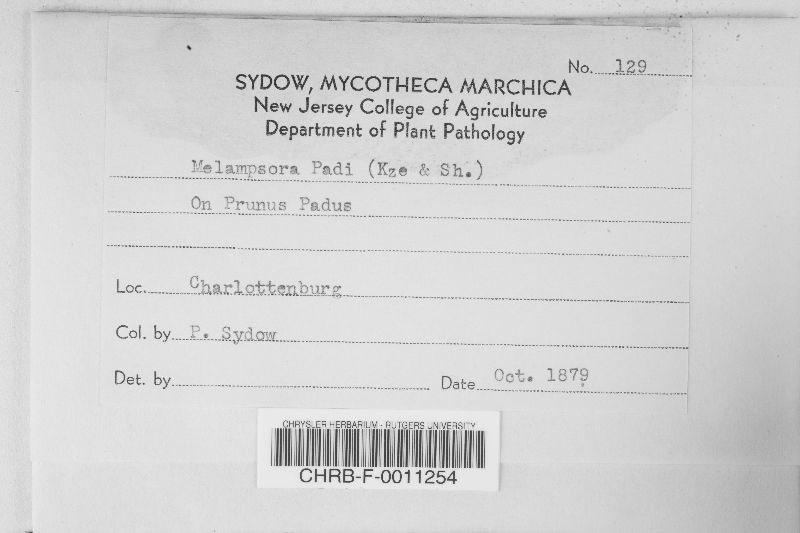 No. 129
SYDOW, MYCOTHECA MARCHICA
New Jersey College of Agriculture
Department of Plant Pathology
Melampsora Padi (Kze & Sh.)
On Prunus Padus
Loc. Charlottenburg
Col. by P. Sydow
Det. by
Date Oct. 1879
CHRYSLER HERBARIUM - RUTGERS UNIVERSITY
CHRB-F-0011254